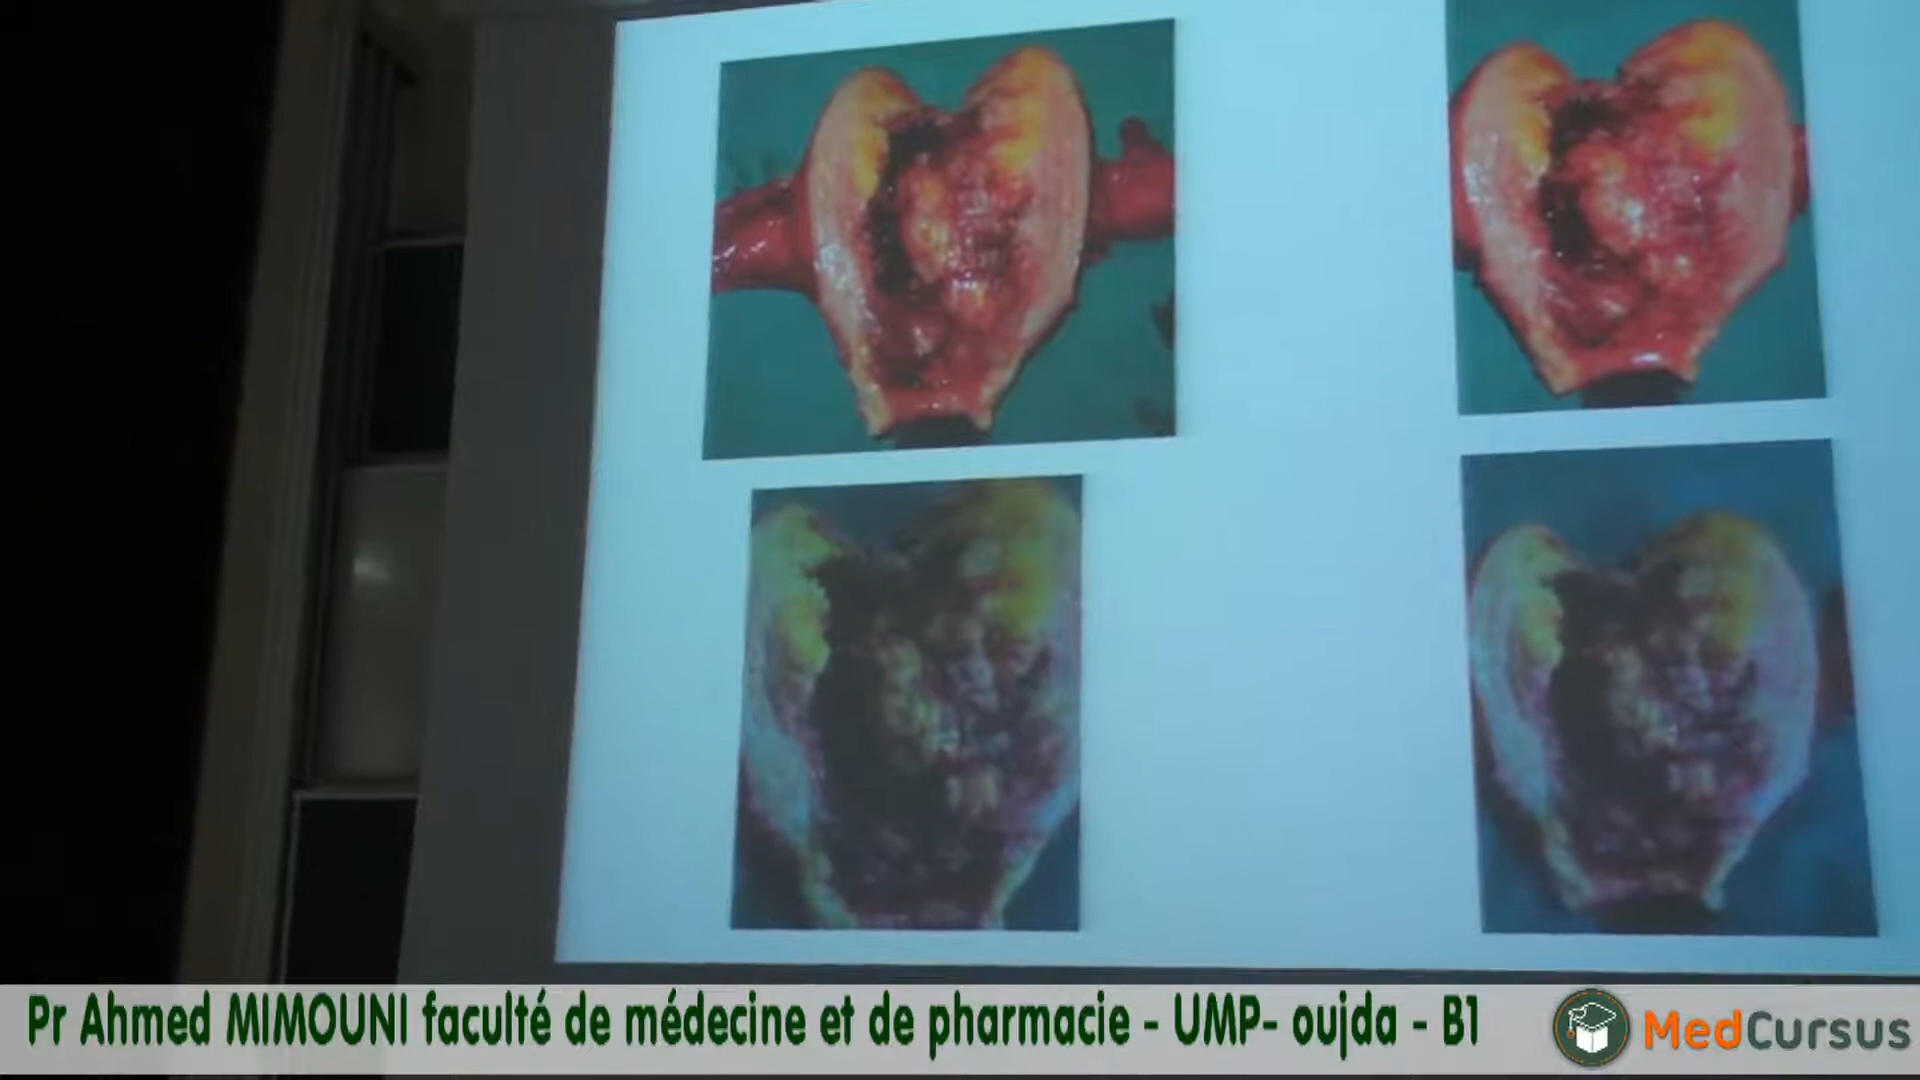 Pr Ahmed MIMOUNI faculté de médecine et de pharmacie - UMP- oujda - B1
MedCursus